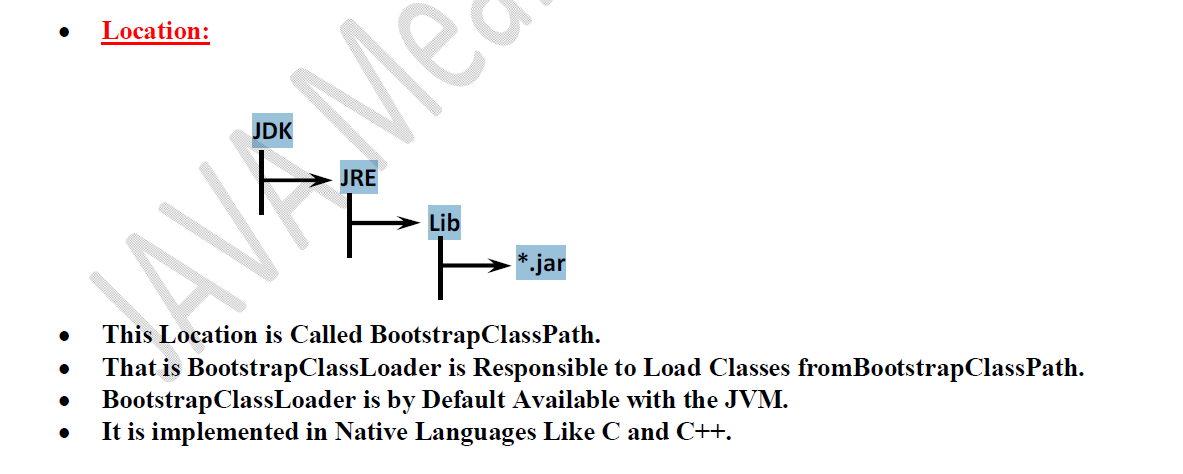 • Location:
JDK
JRE
Lib
*.jar
• This Location is Called BootstrapClassPath.
• That is BootstrapClassLoader is Responsible to Load Classes fromBootstrapClassPath.
• BootstrapClassLoader is by Default Available with the JVM.
• It is implemented in Native Languages Like C and C++.
JAVA